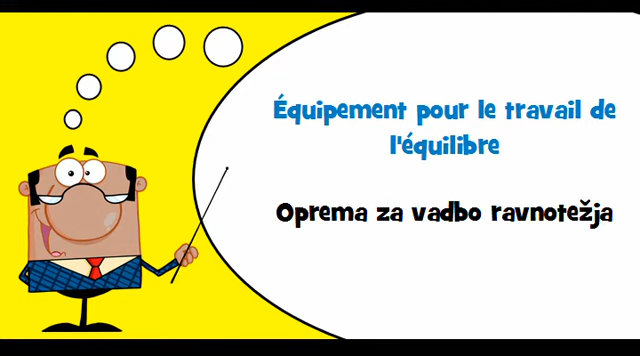 Équipement pour le travail de
l'équilibre
Oprema za vadbo ravnotežja